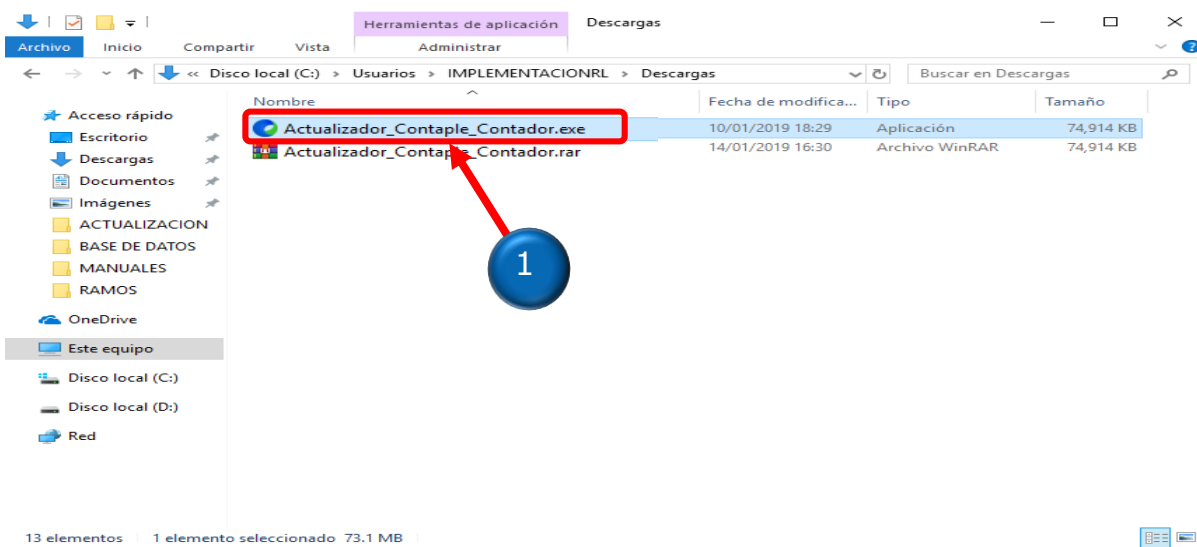 Herramientas de aplicación Descargas
Archivo Inicio Compartir Vista Administrar
« Disco local (C:) > Usuarios > IMPLEMENTACIONRL > Descargas Buscar en Descargas
Nombre Fecha de modifica... Tipo Tamaño
Actualizador_Contaple_Contador.exe 10/01/2019 18:29 Aplicación 74,914 KB
Actualizador_Contaple_Contador.rar 14/01/2019 16:30 Archivo WinRAR 74,914 KB
Acceso rápido
Escritorio
Descargas
Documentos
Imágenes
ACTUALIZACION
BASE DE DATOS
MANUALES
RAMOS
OneDrive
Este equipo
Disco local (C:)
Disco local (D:)
Red
1
13 elementos 1 elemento seleccionado 73.1 MB